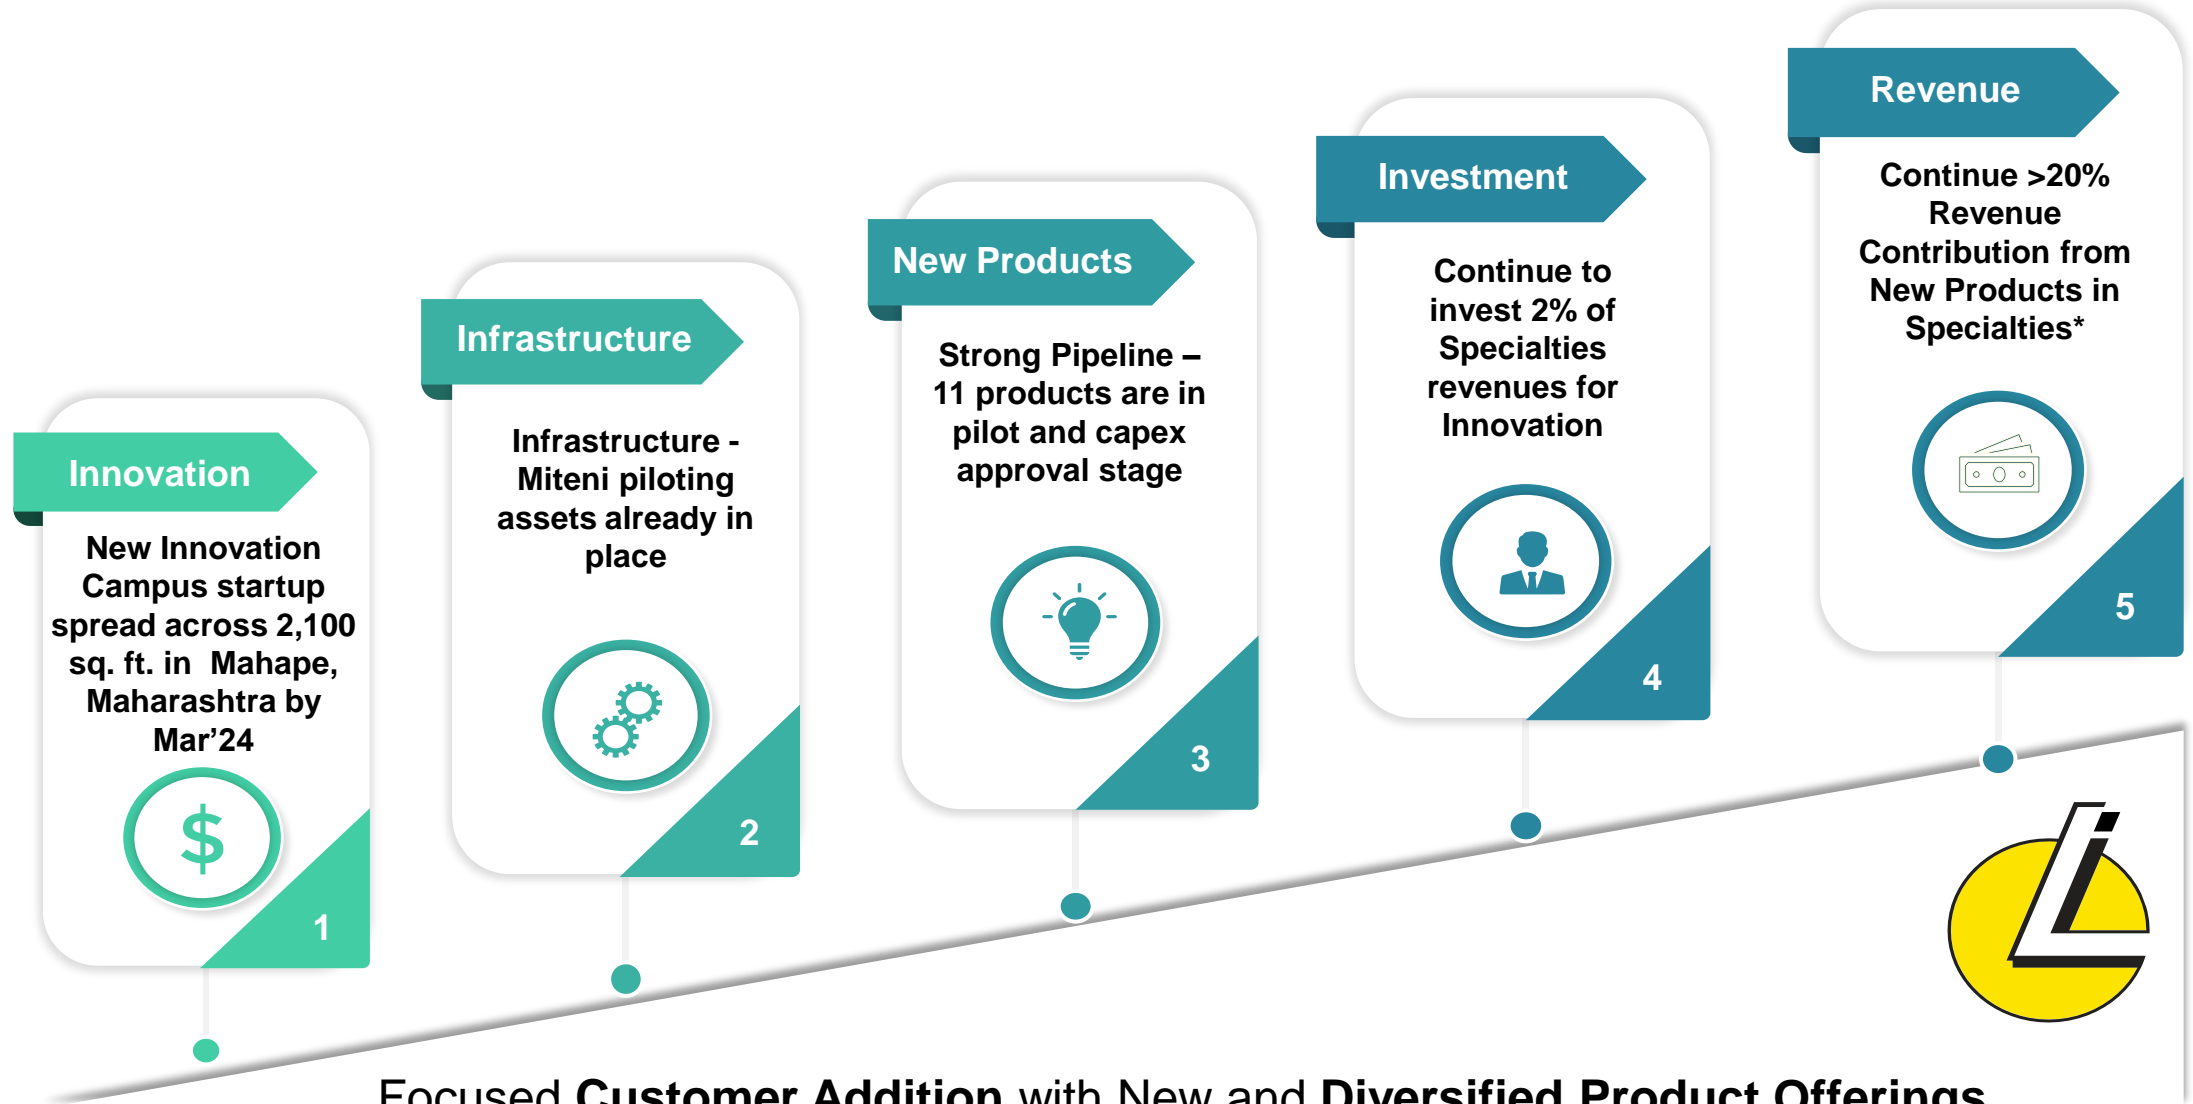 Innovation
New Innovation
Campus startup
spread across 2,100
sq. ft. in  Mahape,
Maharashtra by
Mar’24
1
Infrastructure
Infrastructure -
Miteni piloting
assets already in
place
2
New Products
Strong Pipeline –
11 products are in
pilot and capex
approval stage
3
Investment
Continue to
invest 2% of
Specialties
revenues for
Innovation
4
Revenue
Continue >20%
Revenue
Contribution from
New Products in
Specialties*
5
Focused Customer Addition with New and Diversified Product Offerings